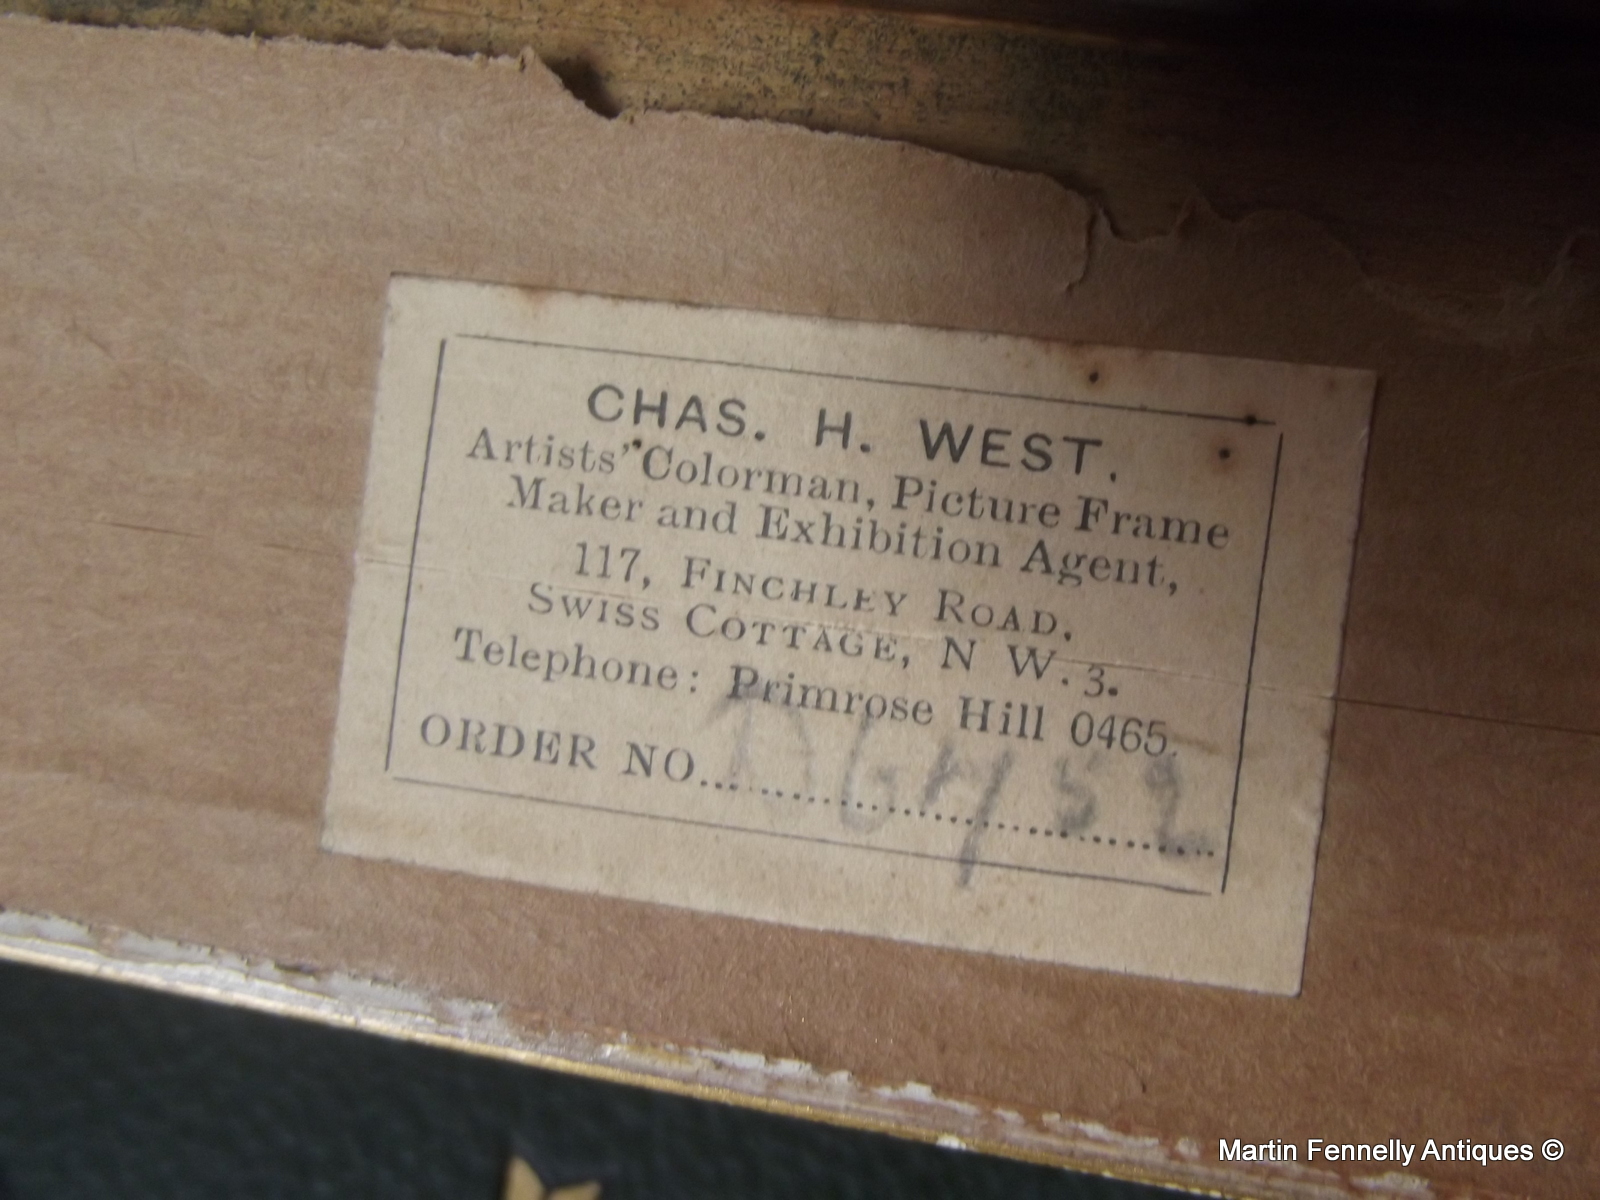 CHAS. H. WEST.
Artists' Colorman, Picture Frame
Maker and Exhibition Agent,
117, FINCHLEY ROAD,
SWISS COTTAGE, N W. 3.
Telephone: Primrose Hill 0465.
ORDER NO.
Martin Fennelly Antiques ©